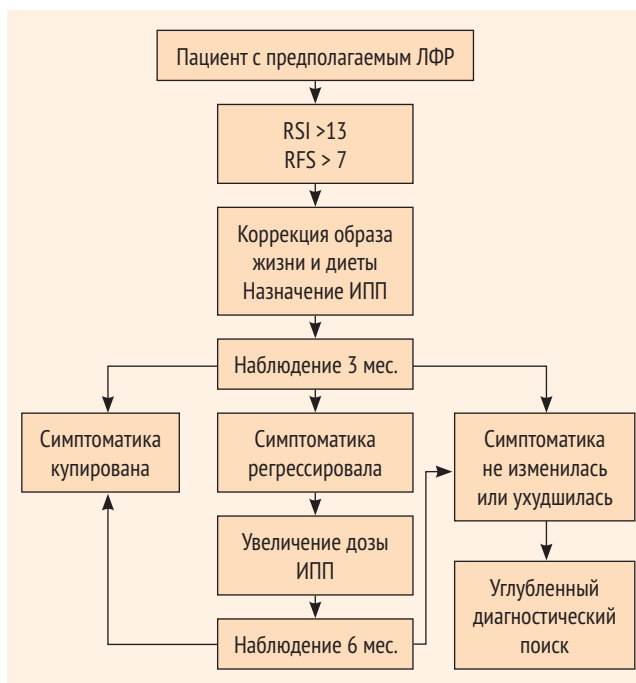 Пациент с предполагаемым ЛФР
RSI >13
RFS > 7
Коррекция образа
жизни и диеты
Назначение ИПП
Наблюдение 3 мес.
Симптоматика
купирована
Симптоматика
регрессировала
Симптоматика
не изменилась
или ухудшилась
Увеличение дозы
ИПП
Углубленный
диагностический
поиск
Наблюдение 6 мес.